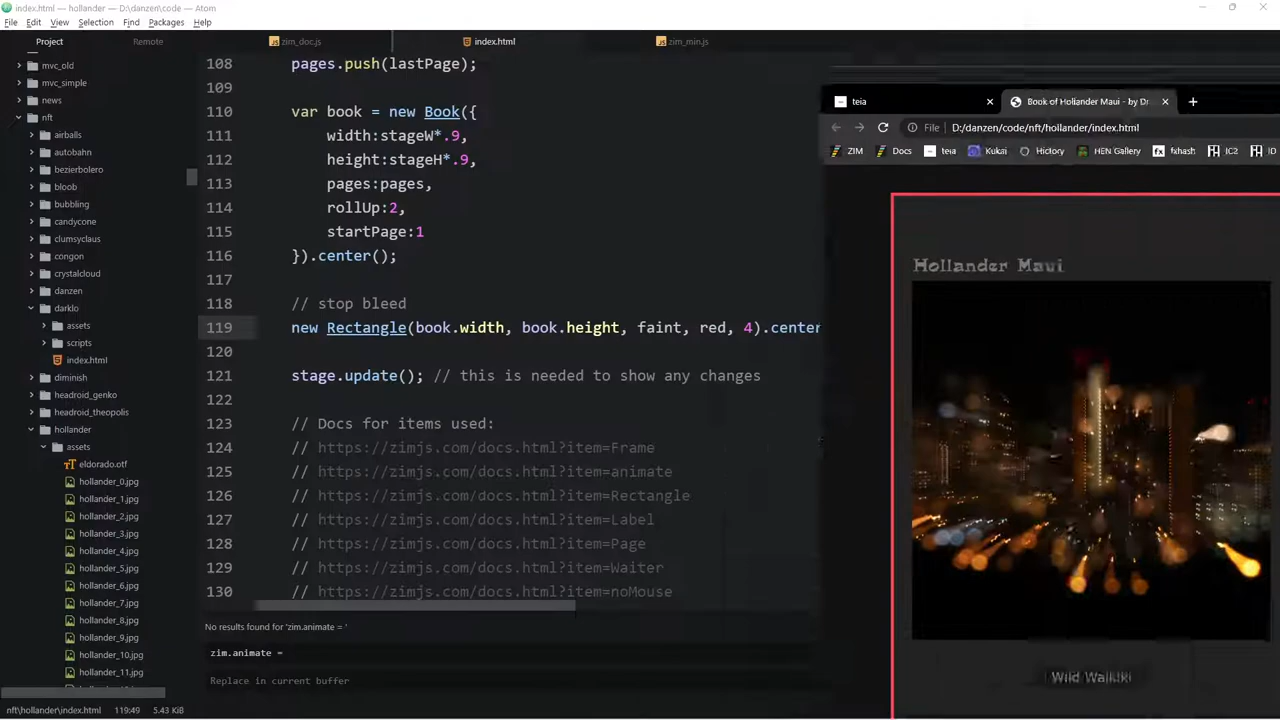 index.html — hollander — D:\danzen\code — Atom
File Edit View Selection Find Packages Help
Project Remote
zim_doc.js index.html zim_min.js
mvc_old
mvc_simple
news
nft
airballs
autobahn
bezierbolero
bloob
bubbling
candycone
clumsyclaus
congon
crystalcloud
danzen
darklo
assets
scripts
index.html
diminish
headroid_genko
headroid_theopolis
hollander
assets
eldorado.otf
hollander_0.jpg
hollander_1.jpg
hollander_2.jpg
hollander_3.jpg
hollander_4.jpg
hollander_5.jpg
hollander_6.jpg
hollander_7.jpg
hollander_8.jpg
hollander_9.jpg
hollander_10.jpg
hollander_11.jpg
108 pages.push(lastPage);
109
110 var book = new Book({
111 width:stageW*.9,
112 height:stageH*.9,
113 pages:pages,
114 rollUp:2,
115 startPage:1
116 }).center();
117
118 // stop bleed
119 new Rectangle(book.width, book.height, faint, red, 4).center
120
121 stage.update(); // this is needed to show any changes
122
123 // Docs for items used:
124 // https://zimjs.com/docs.html?item=Frame
125 // https://zimjs.com/docs.html?item=animate
126 // https://zimjs.com/docs.html?item=Rectangle
127 // https://zimjs.com/docs.html?item=Label
128 // https://zimjs.com/docs.html?item=Page
129 // https://zimjs.com/docs.html?item=Waiter
130 // https://zimjs.com/docs.html?item=noMouse
No results found for 'zim.animate = '
zim.animate =
Replace in current buffer
nft\hollander\index.html 119:49 5.43 KiB
teia Book of Hollander Maui - by Dr
File D:/danzen/code/nft/hollander/index.html
ZIM Docs teia Kukai Hictory HEN Gallery fxhash IC2 ID
Hollander Maui
Wild Waikiki